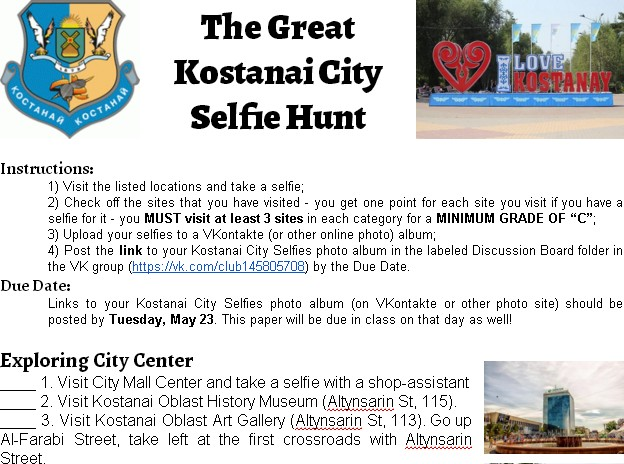 КОСТАНАЙ КОСТАНАЙ
The Great
Kostanai City
Selfie Hunt
I LOVE
KOSTANAY
Instructions:
1) Visit the listed locations and take a selfie;
2) Check off the sites that you have visited - you get one point for each site you visit if you have a
selfie for it - you MUST visit at least 3 sites in each category for a MINIMUM GRADE OF “C”;
3) Upload your selfies to a VKontakte (or other online photo) album;
4) Post the link to your Kostanai City Selfies photo album in the labeled Discussion Board folder in
the VK group (https://vk.com/club145805708) by the Due Date.
Due Date:
Links to your Kostanai City Selfies photo album (on VKontakte or other photo site) should be
posted by Tuesday, May 23. This paper will be due in class on that day as well!
Exploring City Center
____ 1. Visit City Mall Center and take a selfie with a shop-assistant
____ 2. Visit Kostanai Oblast History Museum (Altynsarin St, 115).
____ 3. Visit Kostanai Oblast Art Gallery (Altynsarin St, 113). Go up
Al-Farabi Street, take left at the first crossroads with Altynsarin
Street.